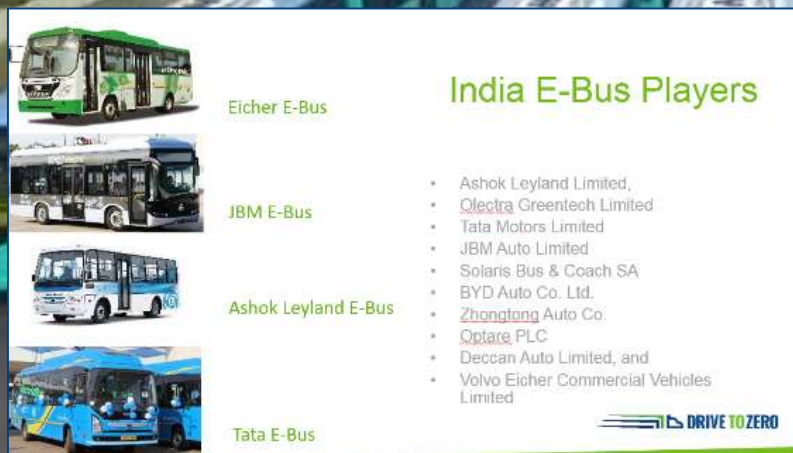 India E-Bus Players
Eicher E-Bus
JBM E-Bus
Ashok Leyland E-Bus
Tata E-Bus
• Ashok Leyland Limited,
• Olectra Greentech Limited
• Tata Motors Limited
• JBM Auto Limited
• Solaris Bus & Coach SA
• BYD Auto Co. Ltd.
• Zhongtong Auto Co.
• Optare PLC
• Deccan Auto Limited, and
• Volvo Eicher Commercial Vehicles
Limited
DRIVE TO ZERO